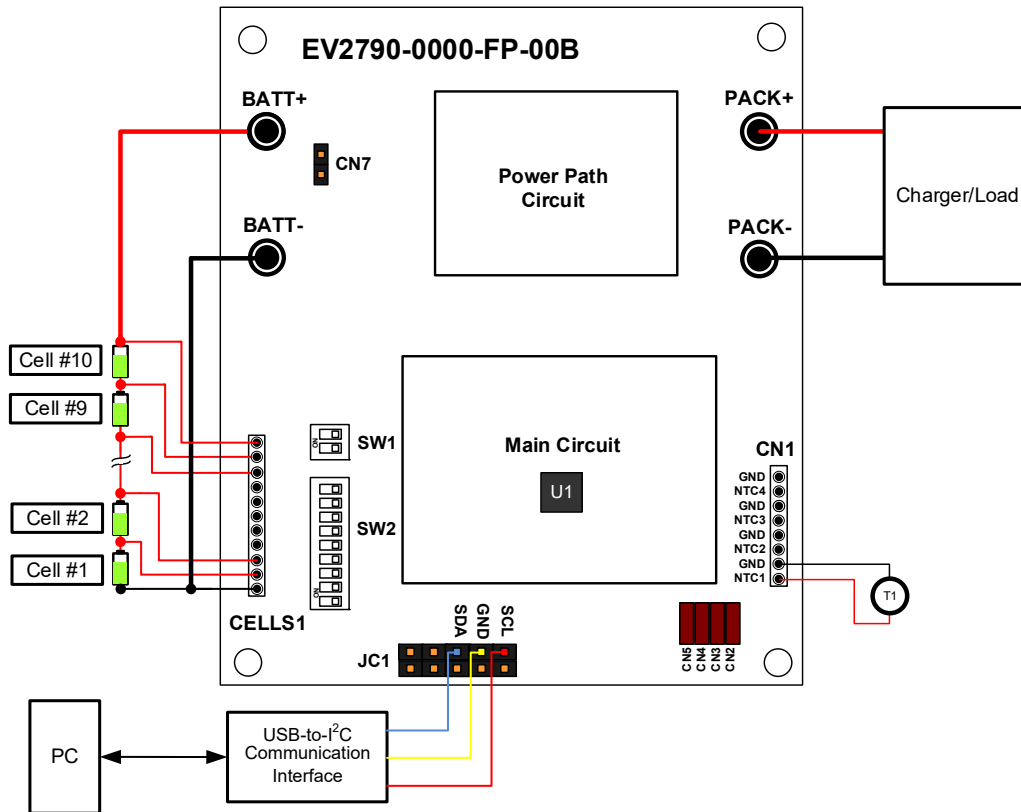 EV2790-0000-FP-00B
BATT+
PACK+
CN7
Power Path
Circuit
Charger/Load
BATT-
PACK-
Cell #10
Cell #9
Cell #2
Cell #1
SW1
NO
SW2
NO
CELLS1
Main Circuit
U1
CN1
GND
NTC4
GND
NTC3
GND
NTC2
GND
NTC1
T1
SDA
GND
SCL
JC1
CN5
CN4
CN3
CN2
PC
USB-to-I²C
Communication
Interface